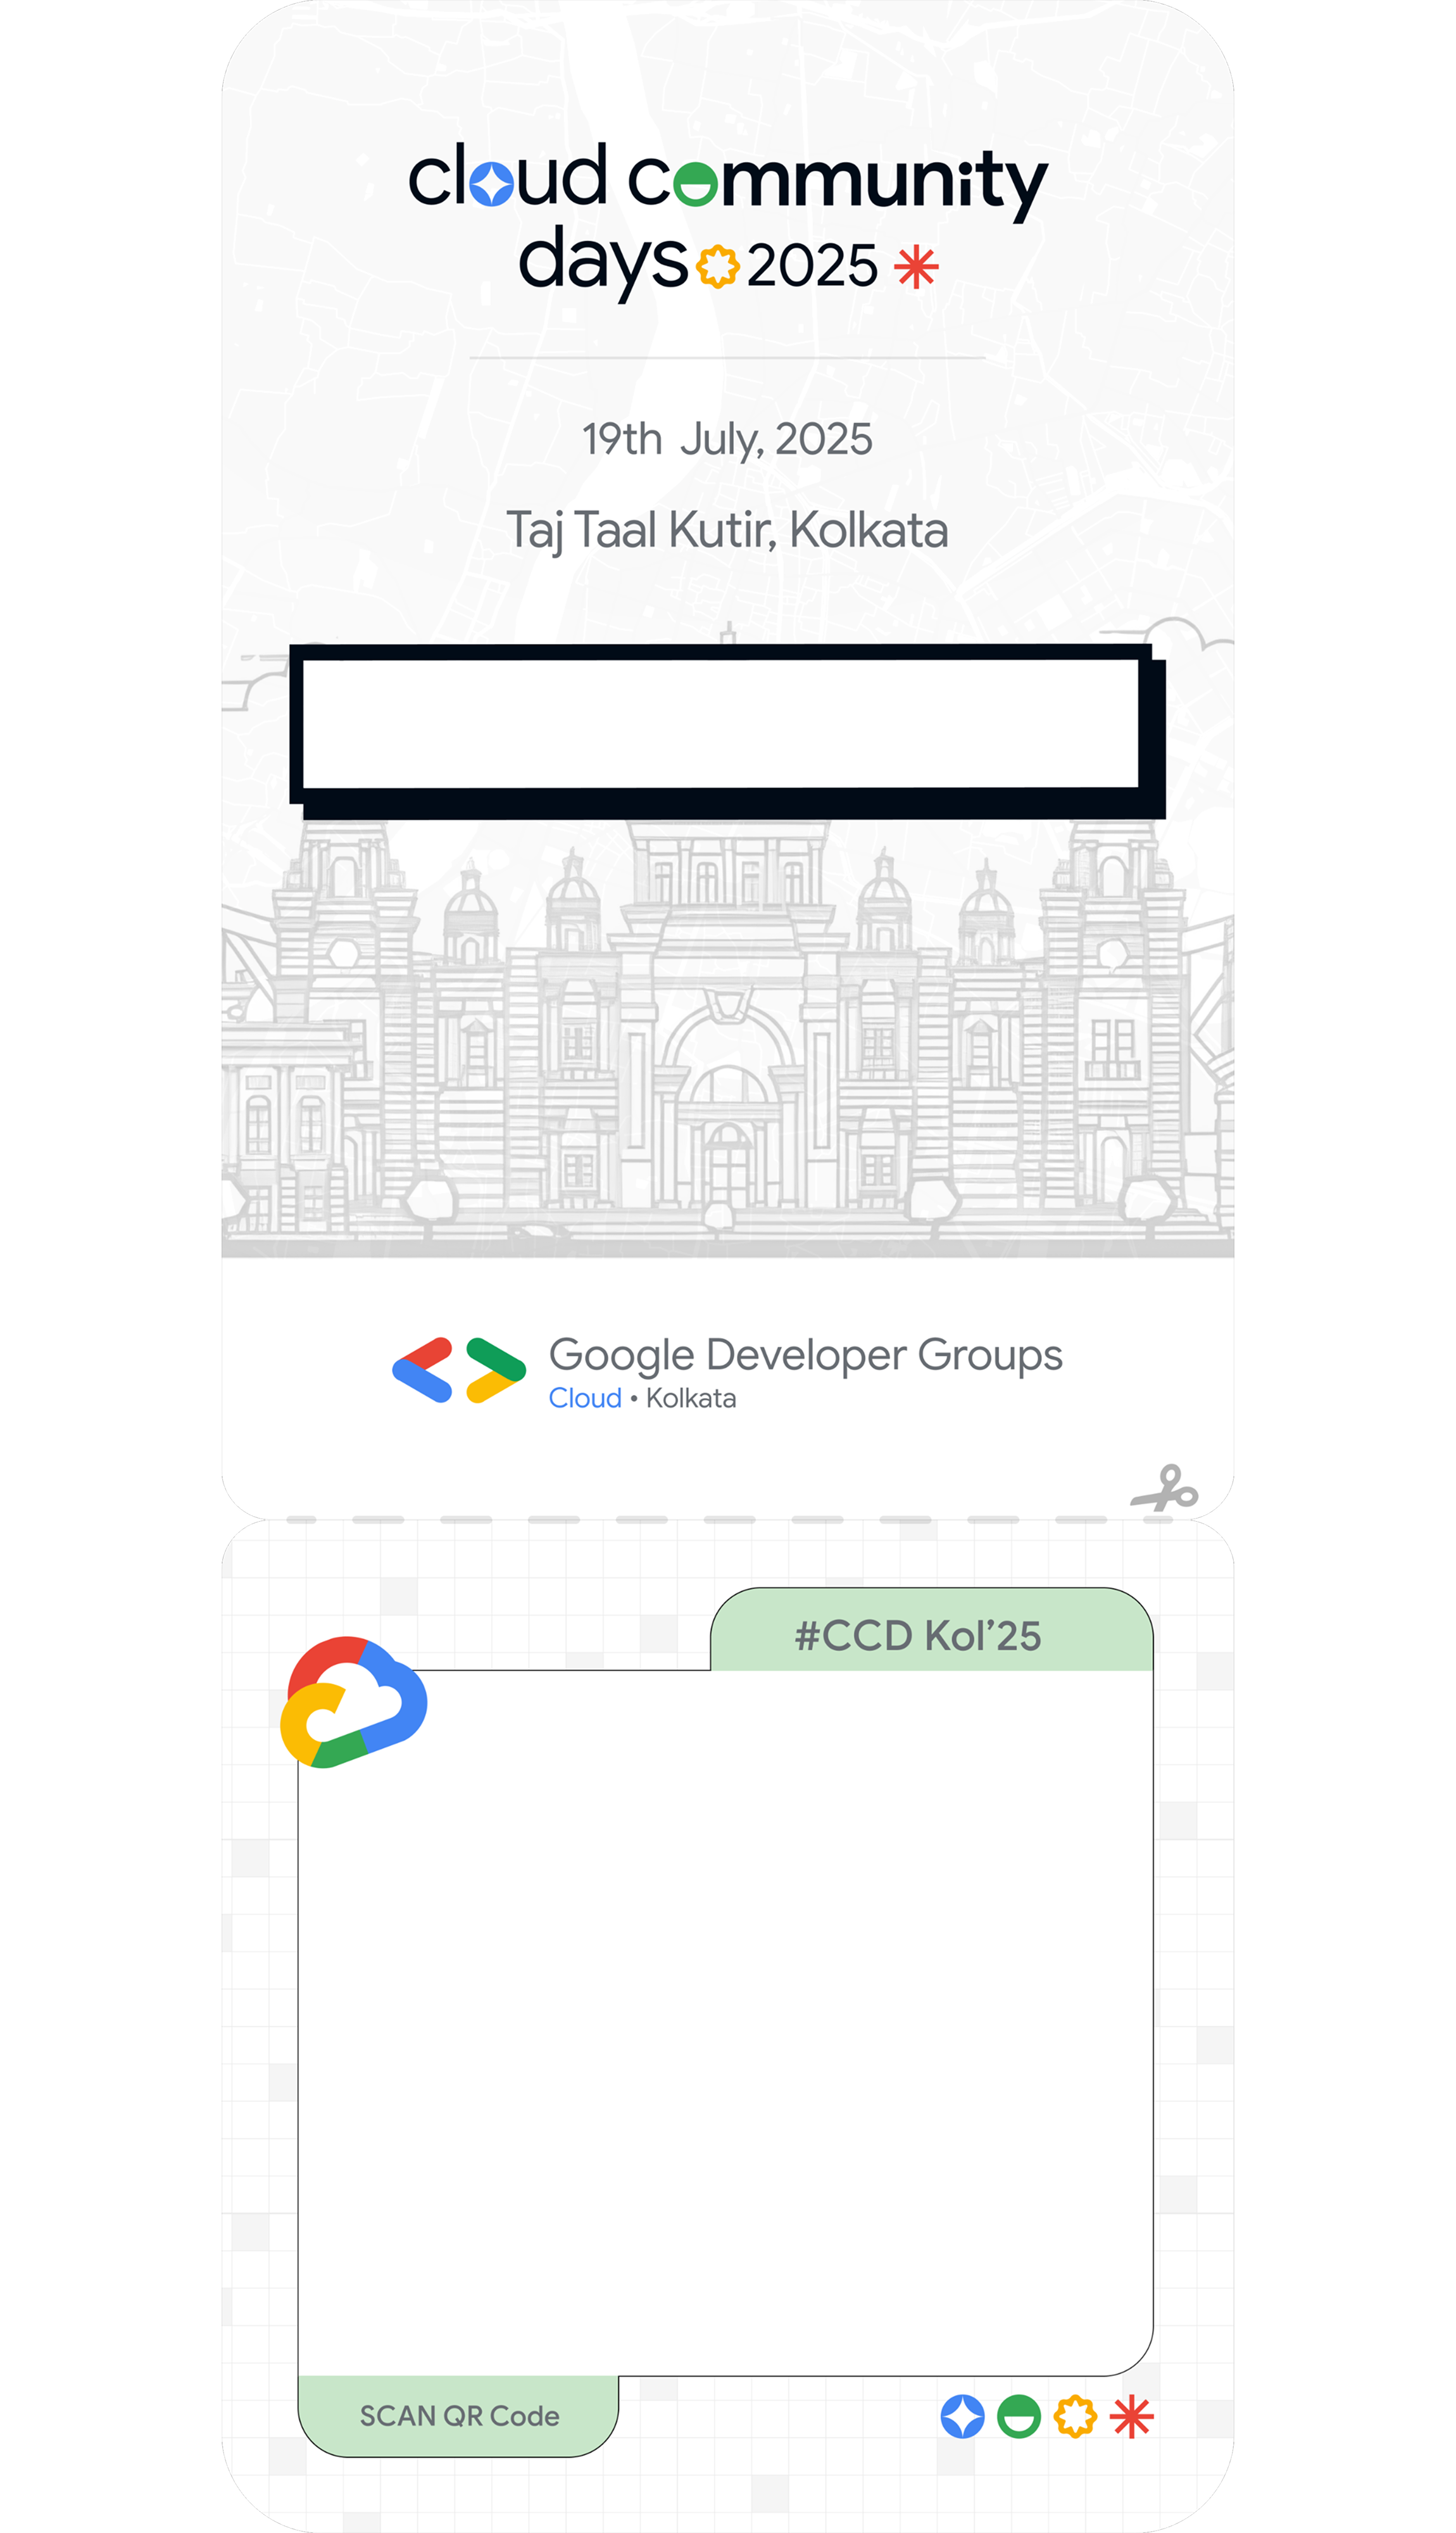 cloud community
days 2025
19th July, 2025
Taj Taal Kutir, Kolkata
Google Developer Groups
Cloud • Kolkata
#CCD Kol’25
SCAN QR Code